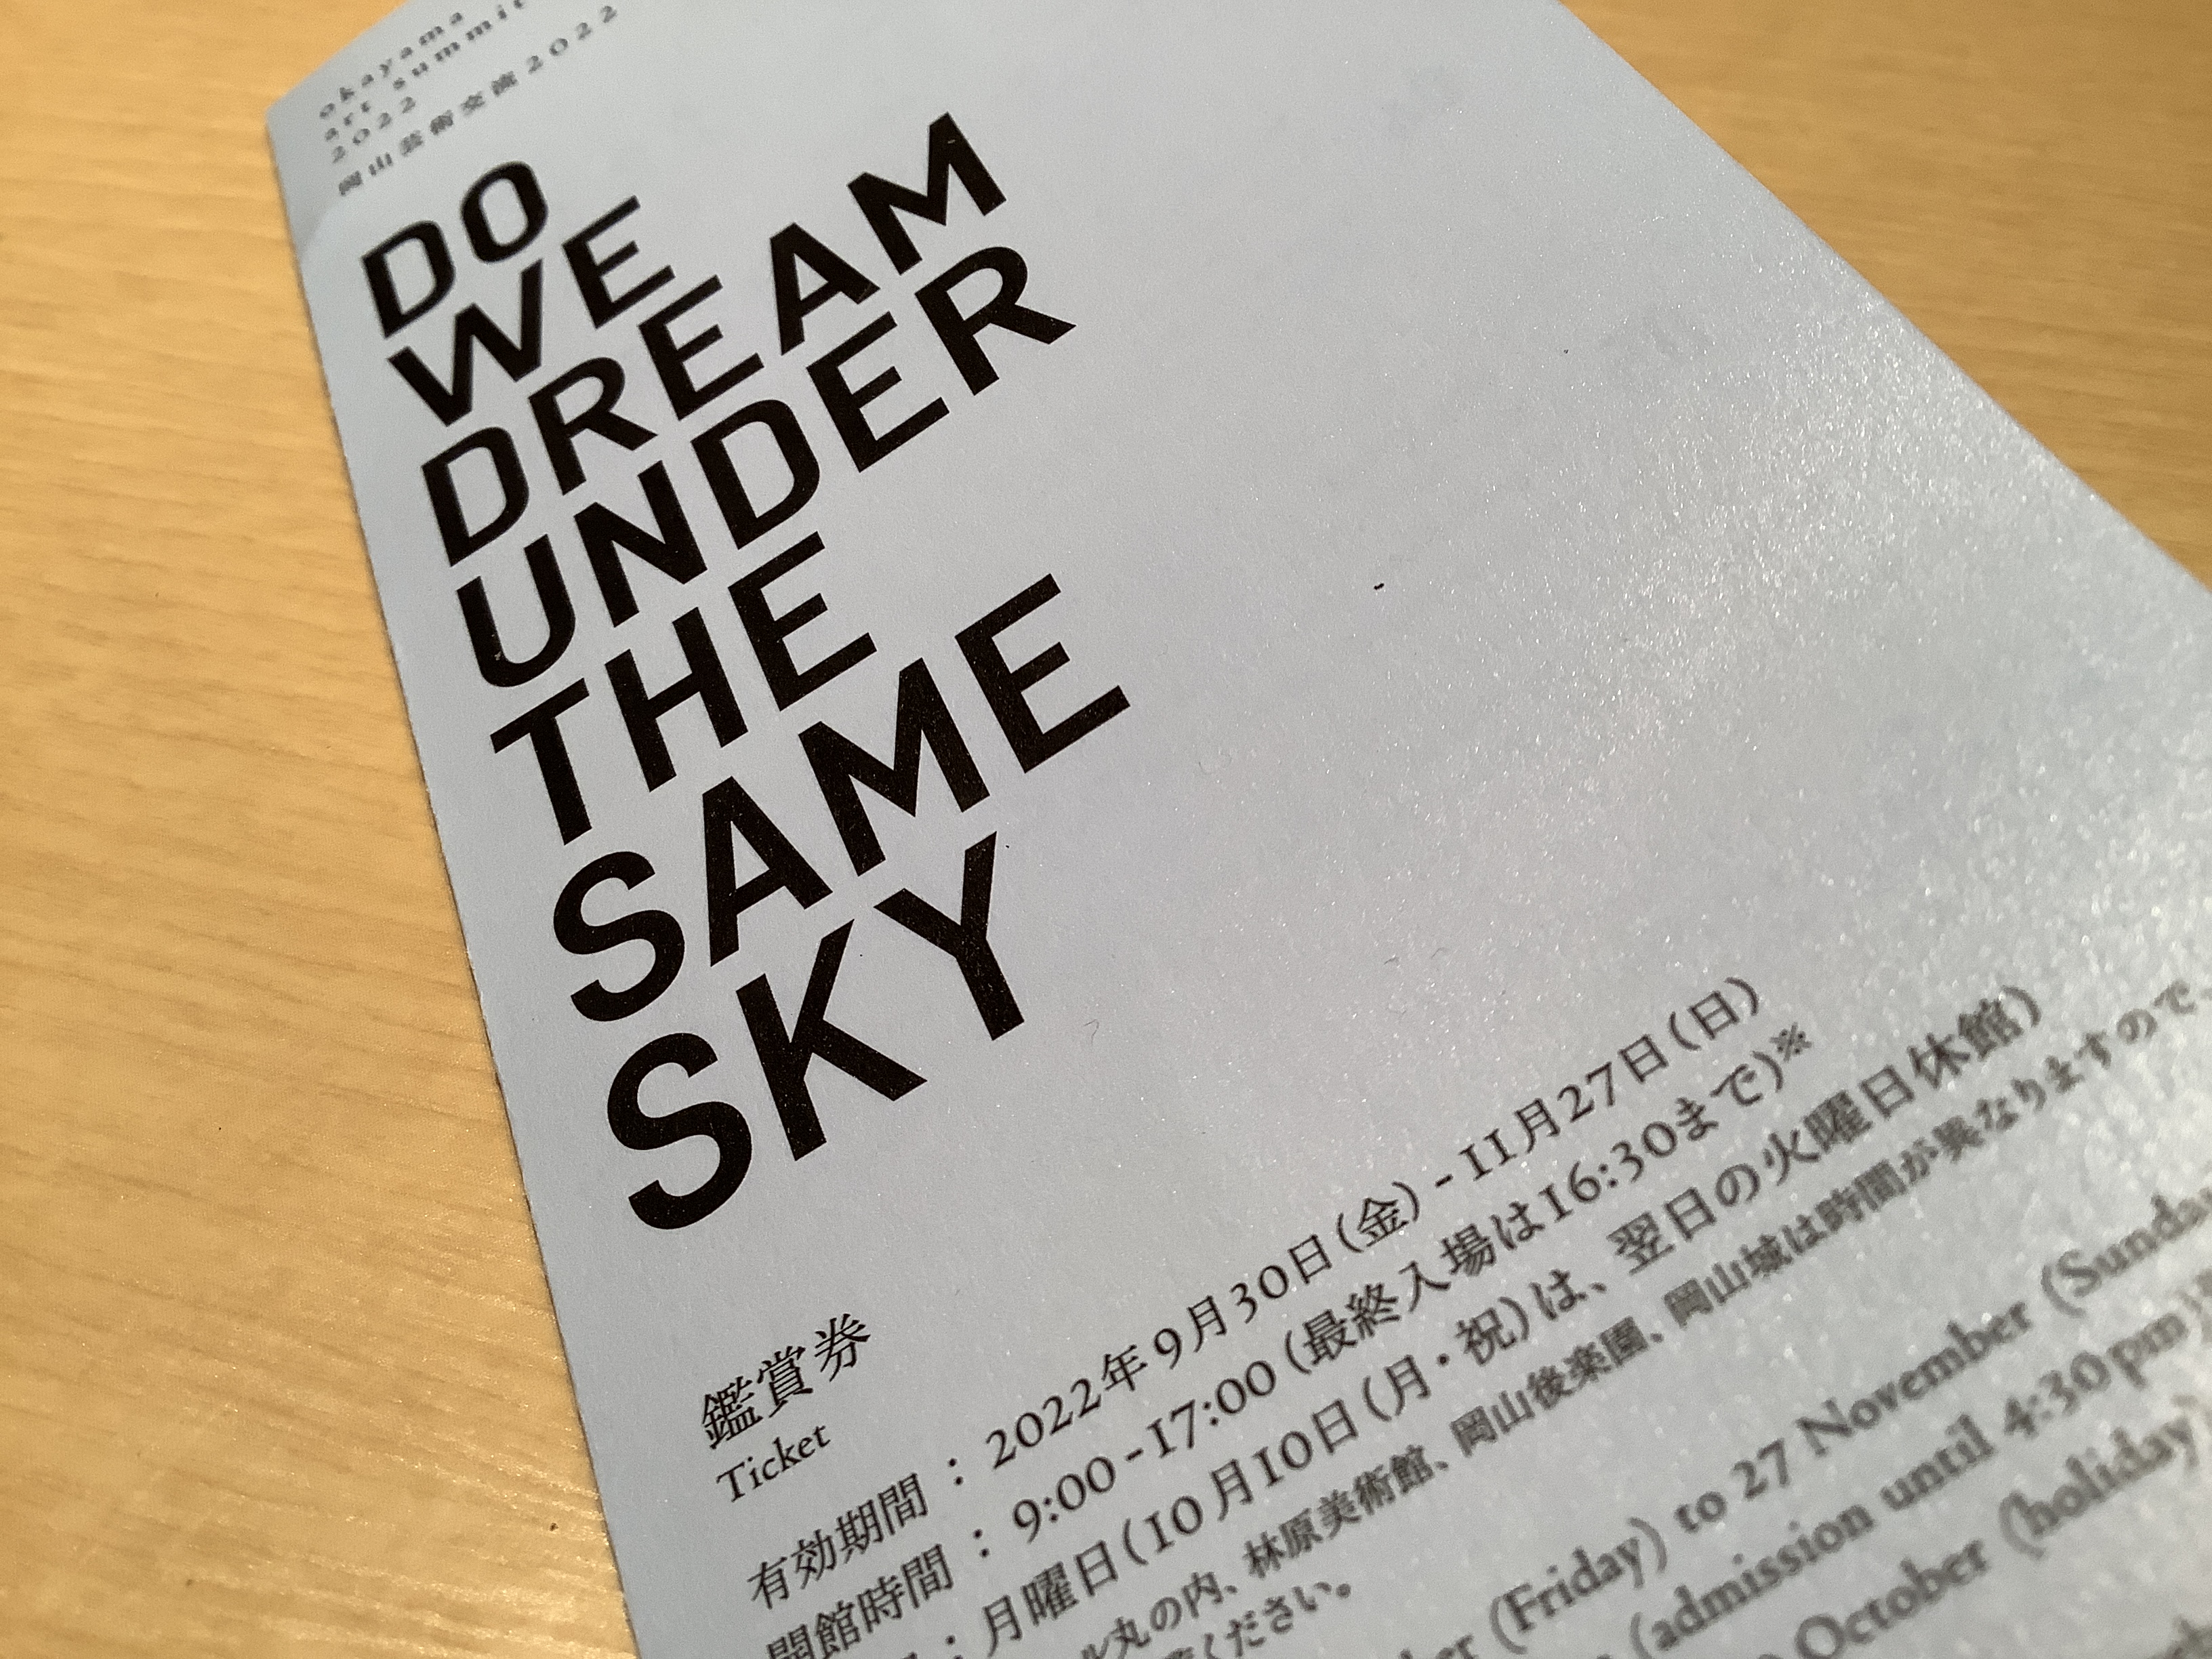 okayama
art summit
2022
岡山芸術交流2022
DO
WE
DREAM
UNDER
THE
SAME
SKY
鑑賞券
Ticket
有効期間 : 2022年9月30日(金) - 11月27日(日)
開館時間 : 9:00 - 17:00 (最終入場は16:30まで)※
: 月曜日(10月10日(月・祝)は、翌日の火曜日休館)
丸の内、林原美術館、岡山後楽園、岡山城は時間が異なりますので
ください。
(Friday) to 27 November (Sunday
(admission until 4:30 pm)
October (holiday)